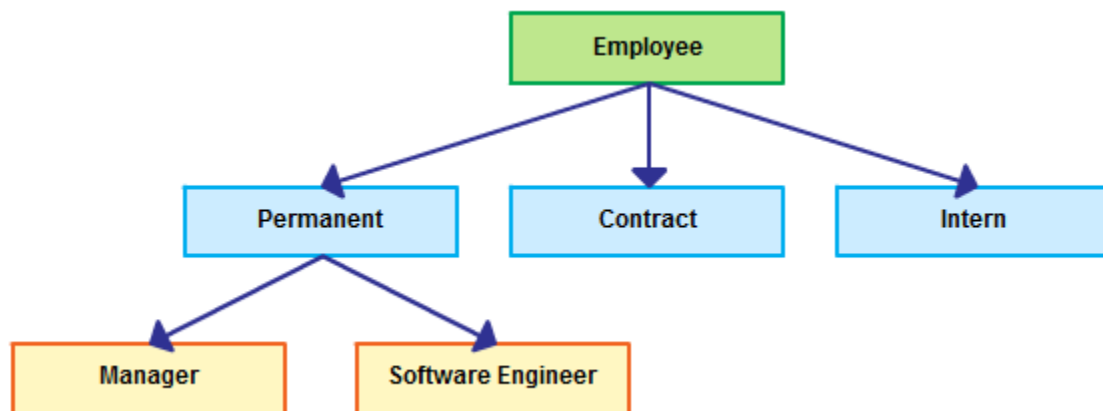 Employee
Permanent
Contract
Intern
Manager
Software Engineer